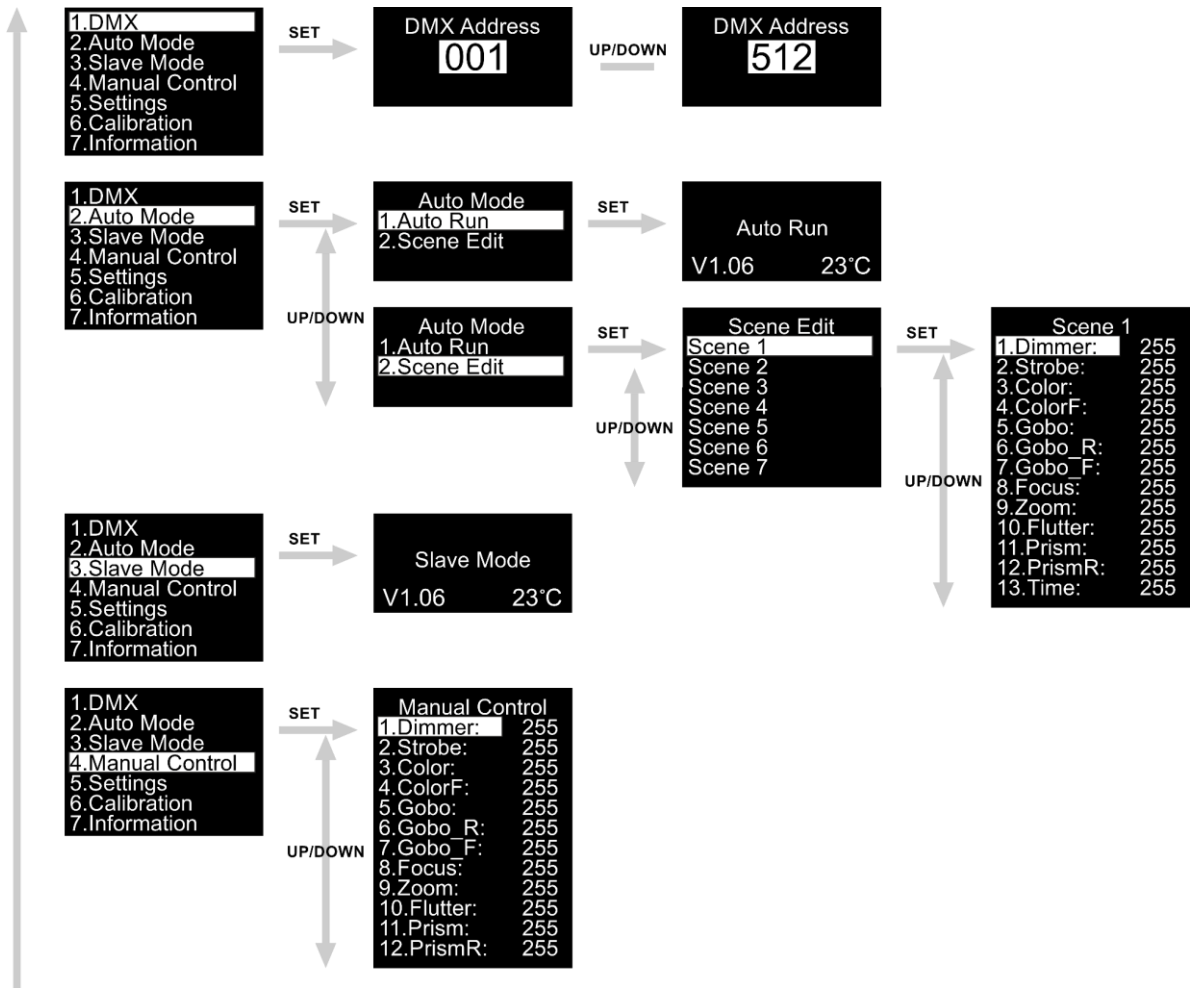 1.DMX
2.Auto Mode
3.Slave Mode
4.Manual Control
5.Settings
6.Calibration
7.Information
SET
DMX Address
001
UP/DOWN
DMX Address
512
1.DMX
2.Auto Mode
3.Slave Mode
4.Manual Control
5.Settings
6.Calibration
7.Information
SET
UP/DOWN
Auto Mode
1.Auto Run
2.Scene Edit
SET
Auto Run
V1.06 23°C
Auto Mode
1.Auto Run
2.Scene Edit
SET
UP/DOWN
Scene Edit
Scene 1
Scene 2
Scene 3
Scene 4
Scene 5
Scene 6
Scene 7
SET
UP/DOWN
Scene 1
1.Dimmer: 255
2.Strobe: 255
3.Color: 255
4.ColorF: 255
5.Gobo: 255
6.Gobo_R: 255
7.Gobo_F: 255
8.Focus: 255
9.Zoom: 255
10.Flutter: 255
11.Prism: 255
12.PrismR: 255
13.Time: 255
1.DMX
2.Auto Mode
3.Slave Mode
4.Manual Control
5.Settings
6.Calibration
7.Information
SET
Slave Mode
V1.06 23°C
1.DMX
2.Auto Mode
3.Slave Mode
4.Manual Control
5.Settings
6.Calibration
7.Information
SET
UP/DOWN
Manual Control
1.Dimmer: 255
2.Strobe: 255
3.Color: 255
4.ColorF: 255
5.Gobo: 255
6.Gobo_R: 255
7.Gobo_F: 255
8.Focus: 255
9.Zoom: 255
10.Flutter: 255
11.Prism: 255
12.PrismR: 255